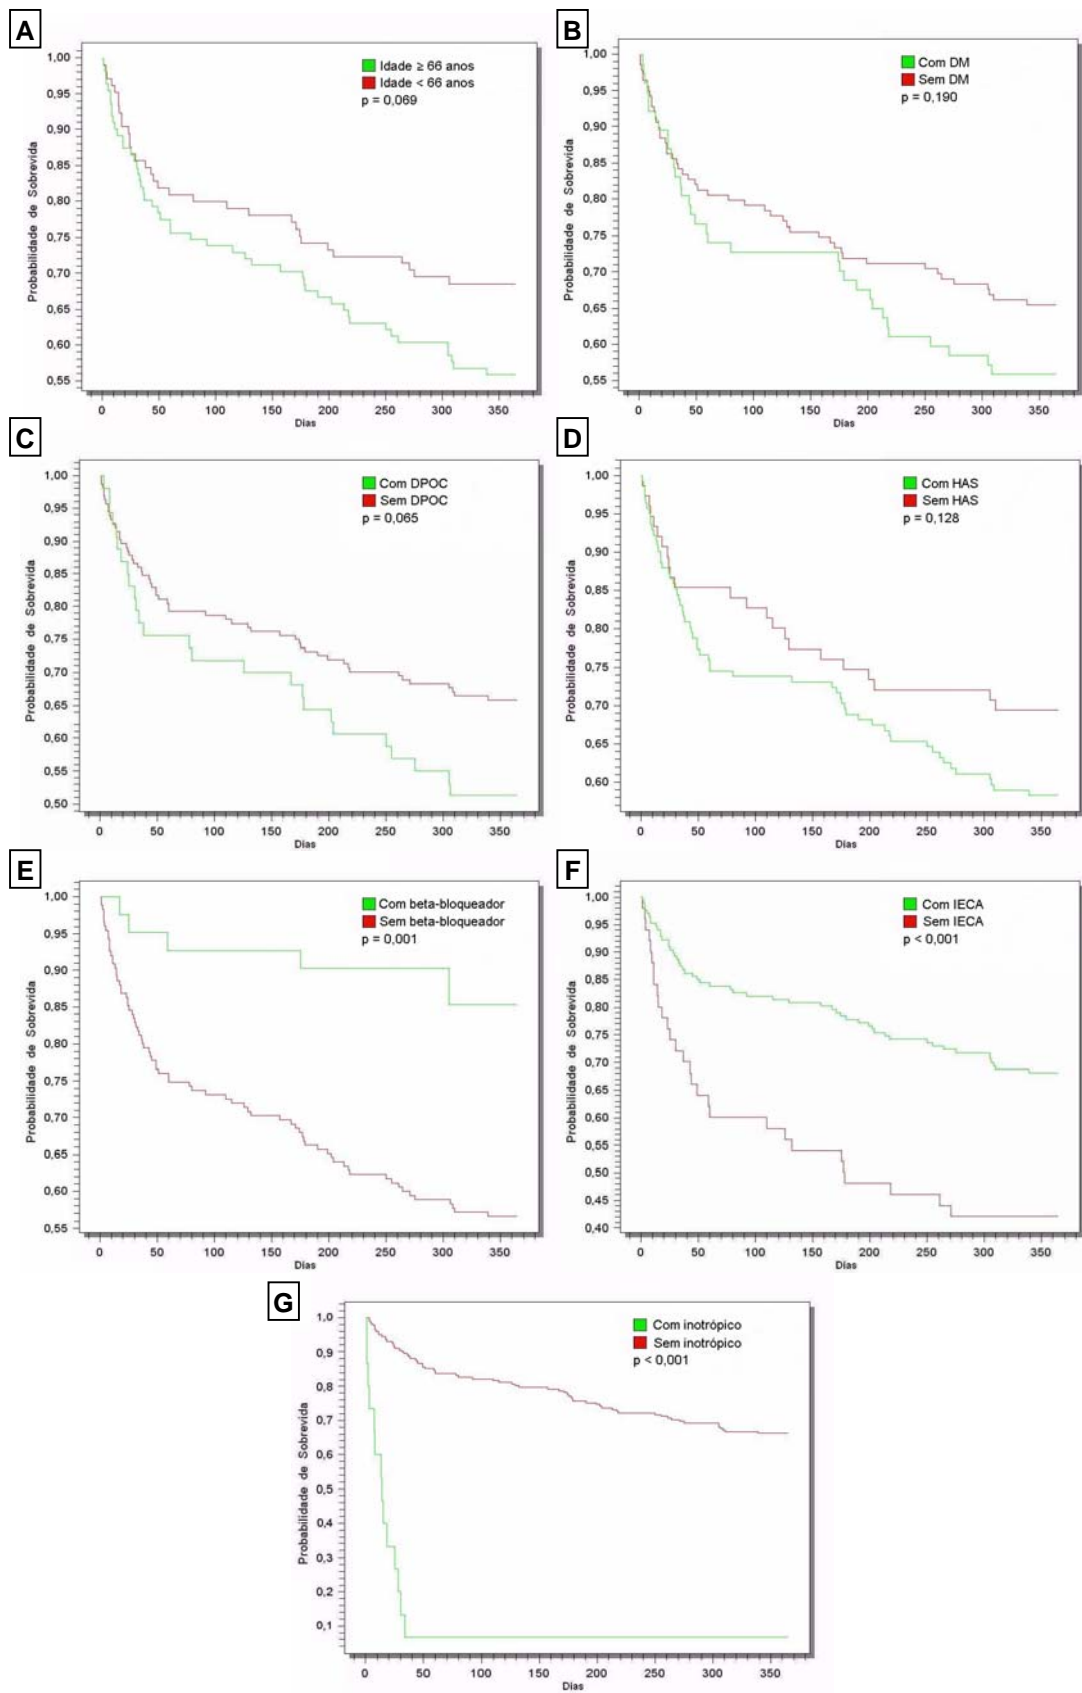 A
1,00
0,95
0,90
0,85
0,80
0,75
0,70
0,65
0,60
0,55
Probabilidade de Sobrevida
Idade ≥ 66 anos
Idade < 66 anos
p = 0,069
0 50 100 150 200 250 300 350
Dias
B
1,00
0,95
0,90
0,85
0,80
0,75
0,70
0,65
0,60
0,55
Probabilidade de Sobrevida
Com DM
Sem DM
p = 0,190
0 50 100 150 200 250 300 350
Dias
C
1,00
0,95
0,90
0,85
0,80
0,75
0,70
0,65
0,60
0,55
0,50
Probabilidade de Sobrevida
Com DPOC
Sem DPOC
p = 0,065
0 50 100 150 200 250 300 350
Dias
D
1,00
0,95
0,90
0,85
0,80
0,75
0,70
0,65
0,60
Probabilidade de Sobrevida
Com HAS
Sem HAS
p = 0,128
0 50 100 150 200 250 300 350
Dias
E
1,00
0,95
0,90
0,85
0,80
0,75
0,70
0,65
0,60
0,55
Probabilidade de Sobrevida
Com beta-bloqueador
Sem beta-bloqueador
p = 0,001
0 50 100 150 200 250 300 350
Dias
F
1,00
0,95
0,90
0,85
0,80
0,75
0,70
0,65
0,60
0,55
0,50
0,45
0,40
Probabilidade de Sobrevida
Com IECA
Sem IECA
p < 0,001
0 50 100 150 200 250 300 350
Dias
G
1,0
0,9
0,8
0,7
0,6
0,5
0,4
0,3
0,2
0,1
Probabilidade de Sobrevida
Com inotrópico
Sem inotrópico
p < 0,001
0 50 100 150 200 250 300 350
Dias